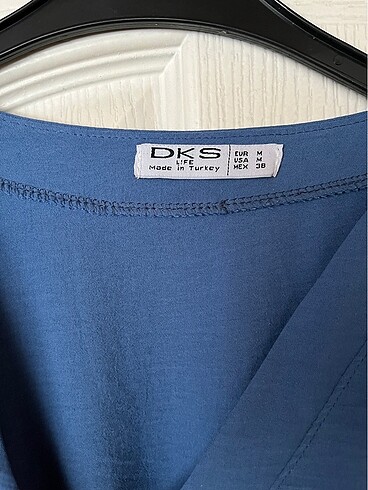 DKS
LIFE
Made in Turkey
EUR M
USA M
MEX 38